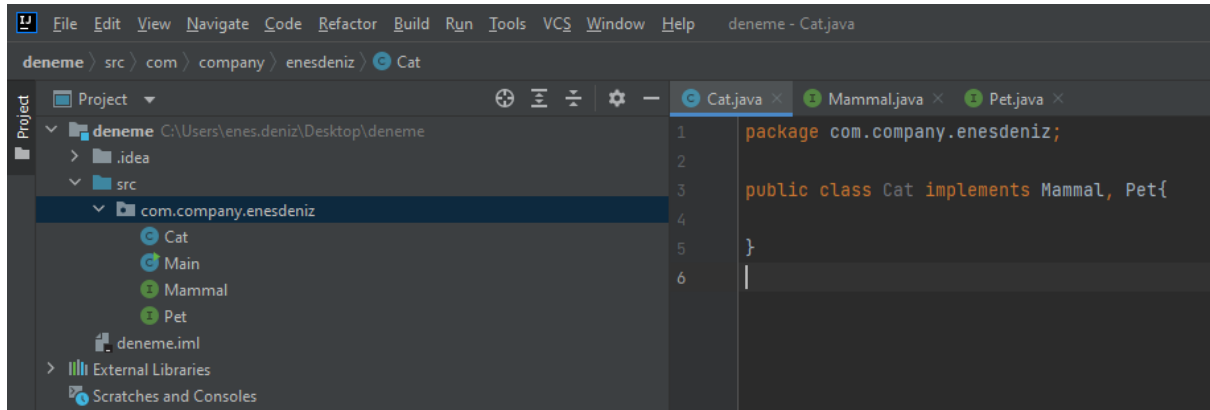 IJ File Edit View Navigate Code Refactor Build Run Tools VCS Window Help deneme - Cat.java
deneme 〉 src 〉 com 〉 company 〉 enesdeniz 〉 C Cat
Project
Project
deneme C:\Users\enes.deniz\Desktop\deneme
.idea
src
com.company.enesdeniz
C Cat
C Main
I Mammal
I Pet
deneme.iml
External Libraries
Scratches and Consoles
C Cat.java × I Mammal.java × I Pet.java ×
1 package com.company.enesdeniz;
2
3 public class Cat implements Mammal, Pet{
4
5 }
6